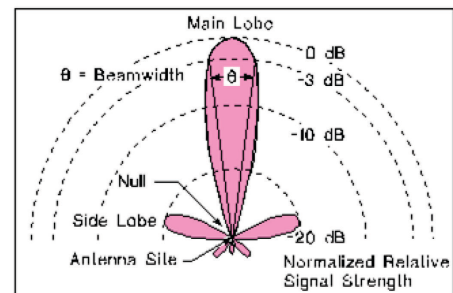 Main Lobe
0 dB
θ = Beamwidth
θ
-3 dB
-10 dB
Null
Side Lobe
-20 dB
Antenna Site
Normalized Relative
Signal Strength